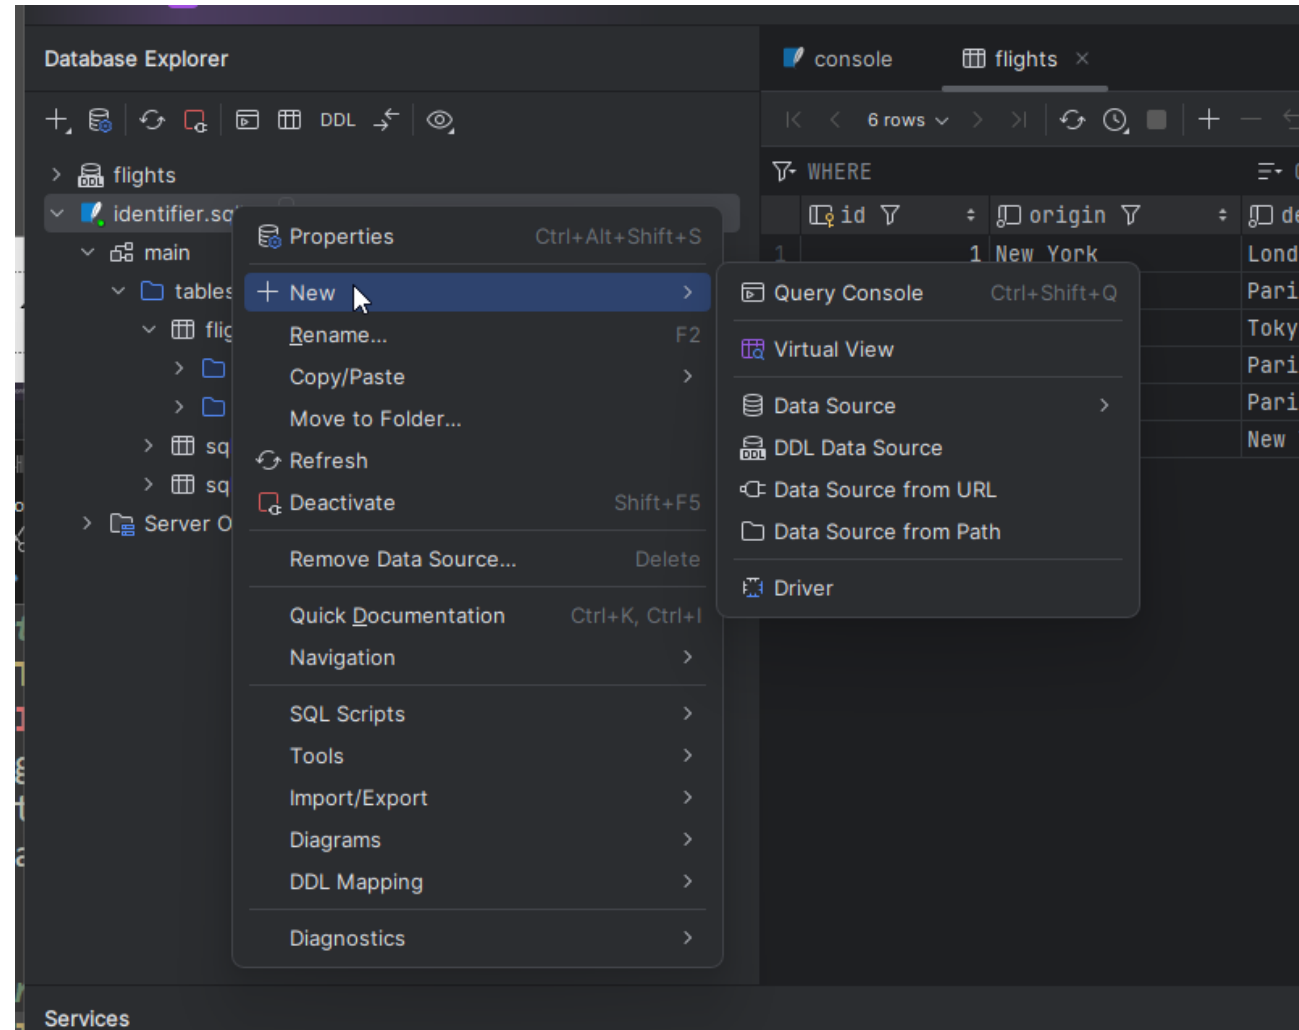 Database Explorer
console
flights
DDL
6 rows
flights
WHERE
identifier.sq
id
origin
main
1
1
New York
Lond
tables
Pari
Toky
Pari
Pari
New
Server O
Properties Ctrl+Alt+Shift+S
New
Rename... F2
Copy/Paste
Move to Folder...
Refresh
Deactivate Shift+F5
Remove Data Source... Delete
Quick Documentation Ctrl+K, Ctrl+I
Navigation
SQL Scripts
Tools
Import/Export
Diagrams
DDL Mapping
Diagnostics
Query Console Ctrl+Shift+Q
Virtual View
Data Source
DDL Data Source
Data Source from URL
Data Source from Path
Driver
Services